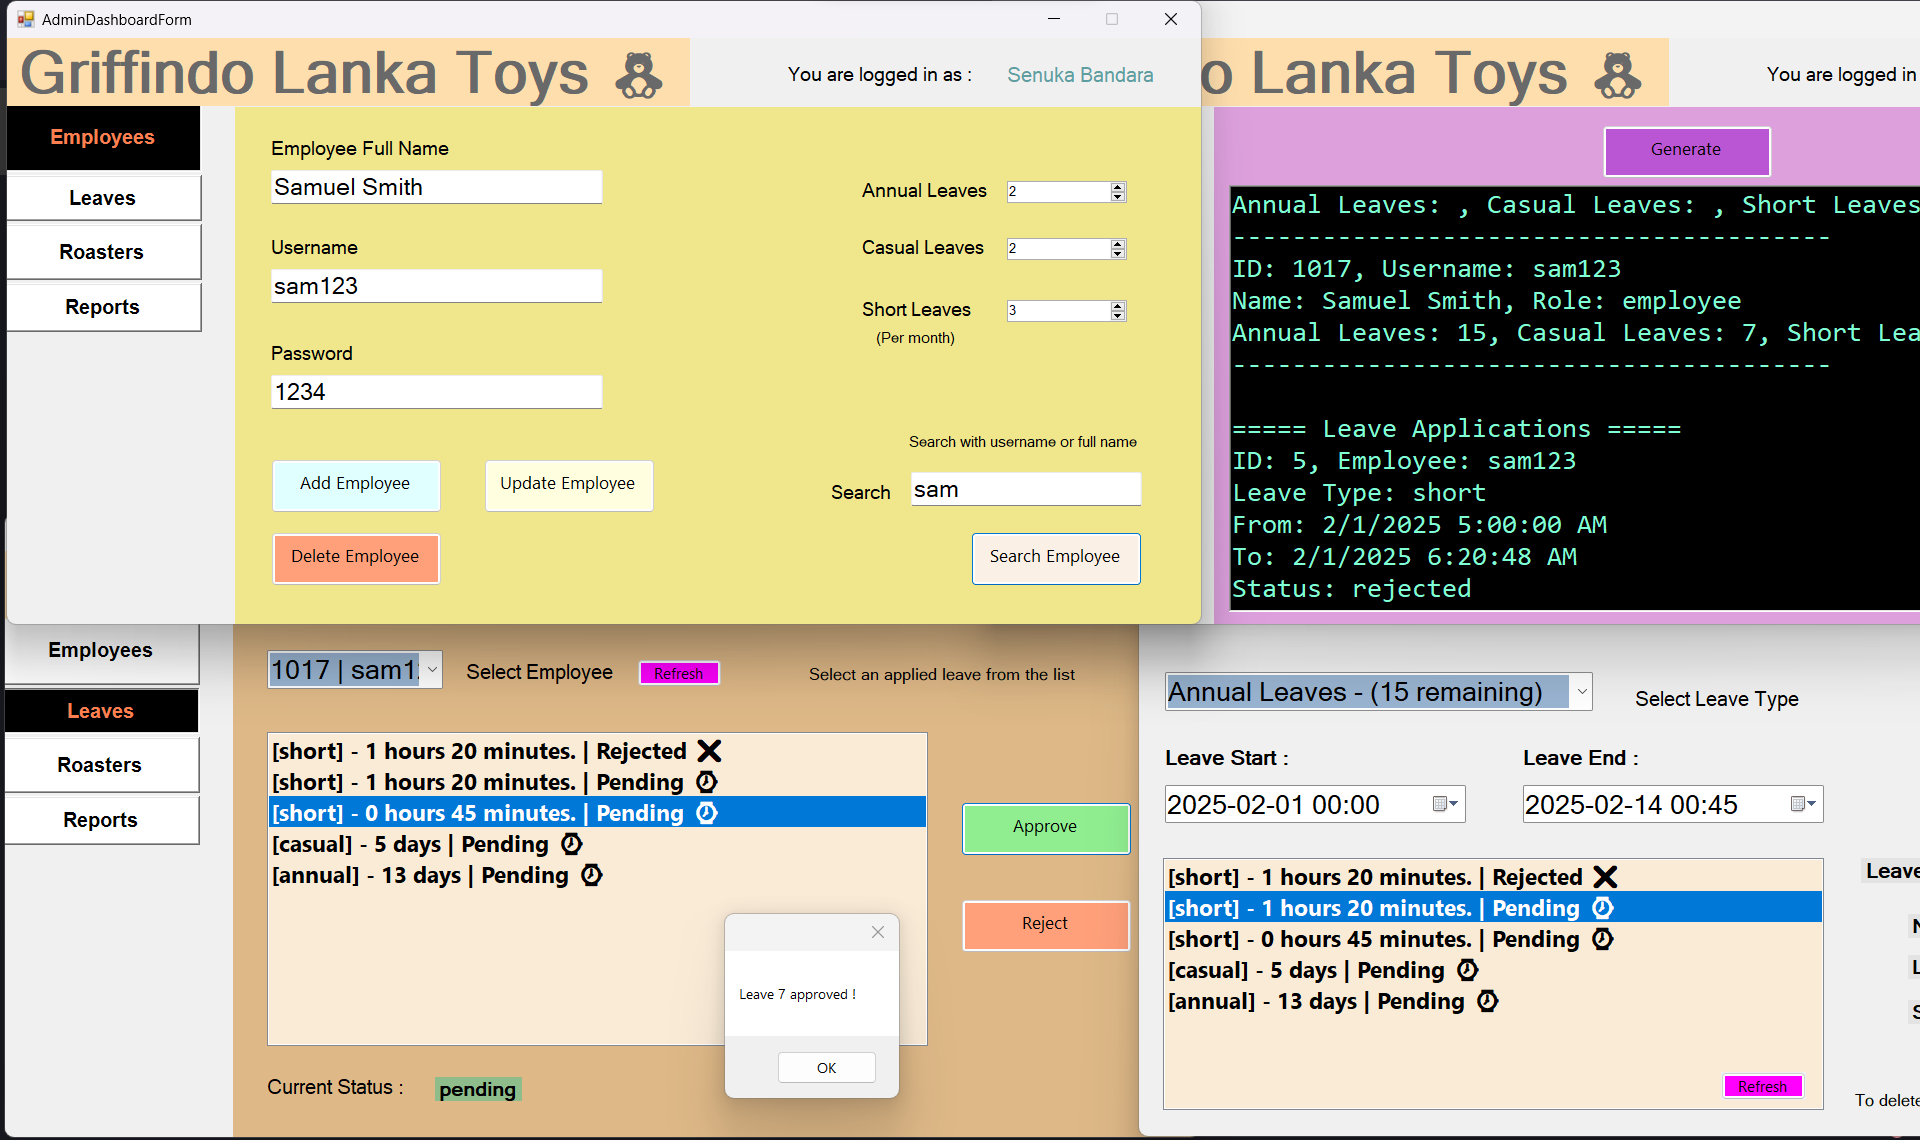 AdminDashboardForm
Griffindo Lanka Toys
You are logged in as :
Senuka Bandara
Employees
Leaves
Roasters
Reports
Employee Full Name
Samuel Smith
Username
sam123
Password
1234
Annual Leaves
2
Casual Leaves
2
Short Leaves
3
(Per month)
Search with username or full name
Search
sam
Add Employee
Update Employee
Delete Employee
Search Employee
o Lanka Toys
You are logged in
Generate
Annual Leaves: , Casual Leaves: , Short Leaves
----------------------------------------
ID: 1017, Username: sam123
Name: Samuel Smith, Role: employee
Annual Leaves: 15, Casual Leaves: 7, Short Lea
----------------------------------------
===== Leave Applications =====
ID: 5, Employee: sam123
Leave Type: short
From: 2/1/2025 5:00:00 AM
To: 2/1/2025 6:20:48 AM
Status: rejected
Employees
Leaves
Roasters
Reports
1017 | sam12
Select Employee
Refresh
Select an applied leave from the list
[short] - 1 hours 20 minutes. | Rejected ❌
[short] - 1 hours 20 minutes. | Pending ⌚
[short] - 0 hours 45 minutes. | Pending ⌚
[casual] - 5 days | Pending ⌚
[annual] - 13 days | Pending ⌚
Approve
Reject
Leave 7 approved !
OK
Current Status :
pending
Annual Leaves - (15 remaining)
Select Leave Type
Leave Start :
Leave End :
2025-02-01 00:00
2025-02-14 00:45
[short] - 1 hours 20 minutes. | Rejected ❌
[short] - 1 hours 20 minutes. | Pending ⌚
[short] - 0 hours 45 minutes. | Pending ⌚
[casual] - 5 days | Pending ⌚
[annual] - 13 days | Pending ⌚
Refresh
Leave
To delete